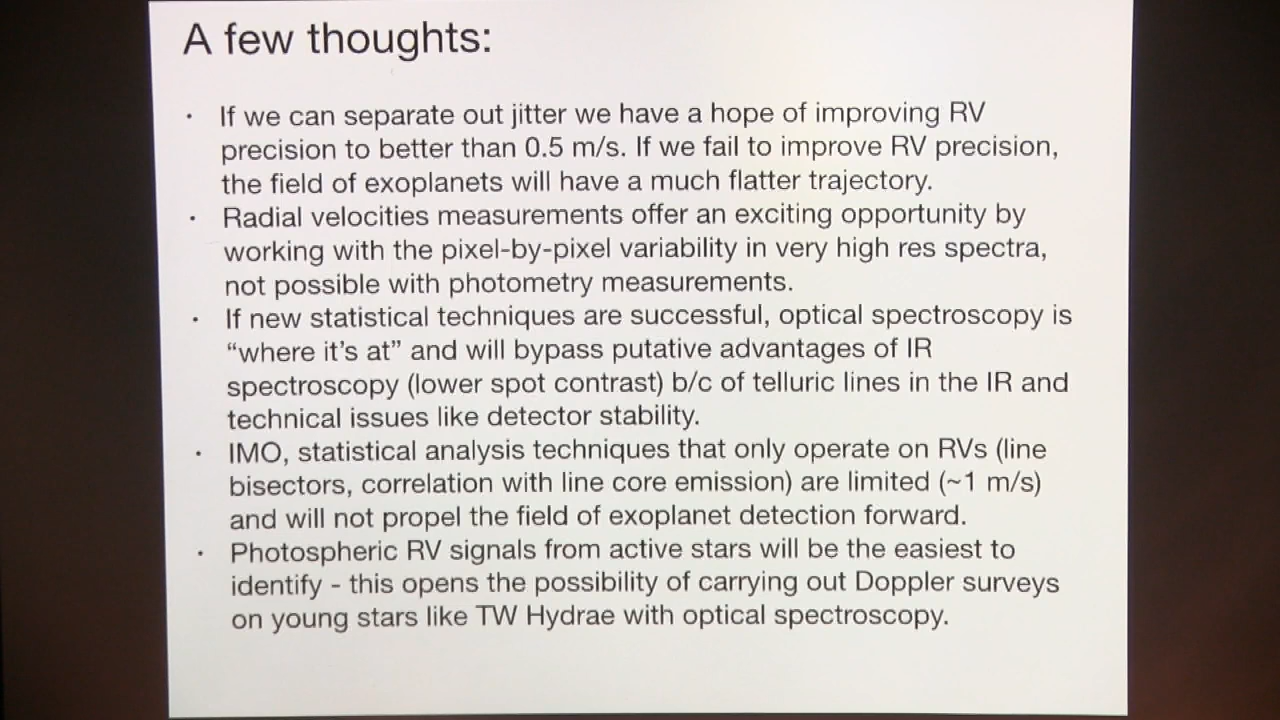 A few thoughts:
· If we can separate out jitter we have a hope of improving RV
precision to better than 0.5 m/s. If we fail to improve RV precision,
the field of exoplanets will have a much flatter trajectory.
· Radial velocities measurements offer an exciting opportunity by
working with the pixel-by-pixel variability in very high res spectra,
not possible with photometry measurements.
· If new statistical techniques are successful, optical spectroscopy is
“where it’s at” and will bypass putative advantages of IR
spectroscopy (lower spot contrast) b/c of telluric lines in the IR and
technical issues like detector stability.
· IMO, statistical analysis techniques that only operate on RVs (line
bisectors, correlation with line core emission) are limited (~1 m/s)
and will not propel the field of exoplanet detection forward.
· Photospheric RV signals from active stars will be the easiest to
identify - this opens the possibility of carrying out Doppler surveys
on young stars like TW Hydrae with optical spectroscopy.